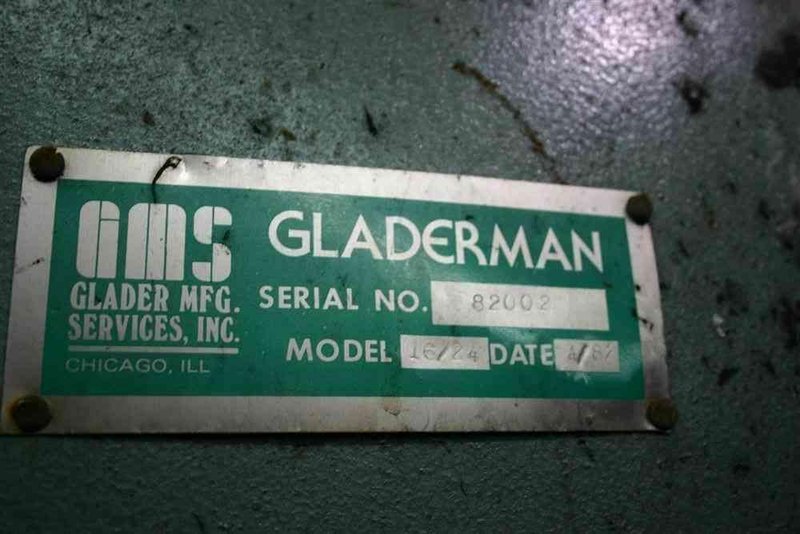 GMS
GLADERMAN
GLADER MFG.
SERVICES, INC.
CHICAGO, ILL
SERIAL NO. 82002
MODEL 16/24 DATE